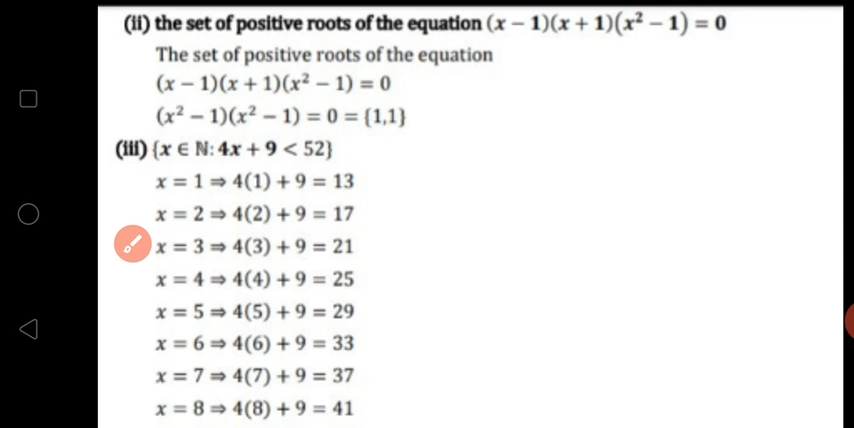 (ii) the set of positive roots of the equation (x − 1)(x + 1)(x² − 1) = 0
The set of positive roots of the equation
(x − 1)(x + 1)(x² − 1) = 0
(x² − 1)(x² − 1) = 0 = {1,1}
(iii) {x ∈ N: 4x + 9 < 52}
x = 1 ⇒ 4(1) + 9 = 13
x = 2 ⇒ 4(2) + 9 = 17
x = 3 ⇒ 4(3) + 9 = 21
x = 4 ⇒ 4(4) + 9 = 25
x = 5 ⇒ 4(5) + 9 = 29
x = 6 ⇒ 4(6) + 9 = 33
x = 7 ⇒ 4(7) + 9 = 37
x = 8 ⇒ 4(8) + 9 = 41